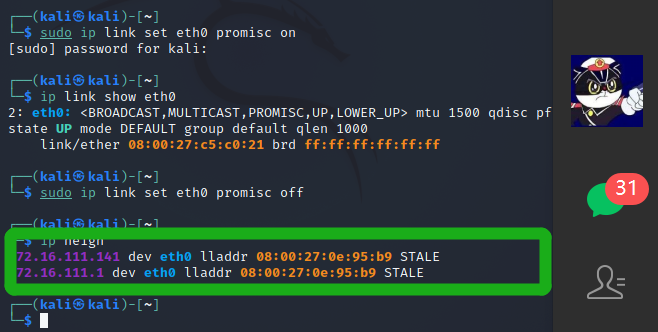 ┌──(kali㉿kali)-[~]
└─$ sudo ip link set eth0 promisc on
[sudo] password for kali:
┌──(kali㉿kali)-[~]
└─$ ip link show eth0
2: eth0: <BROADCAST,MULTICAST,PROMISC,UP,LOWER_UP> mtu 1500 qdisc pf
state UP mode DEFAULT group default qlen 1000
    link/ether 08:00:27:c5:c0:21 brd ff:ff:ff:ff:ff:ff
┌──(kali㉿kali)-[~]
└─$ sudo ip link set eth0 promisc off
┌──(kali㉿kali)-[~]
└─$ ip neigh
72.16.111.141 dev eth0 lladdr 08:00:27:0e:95:b9 STALE
72.16.111.1 dev eth0 lladdr 08:00:27:0e:95:b9 STALE
┌──(kali㉿kali)-[~]
└─$
31